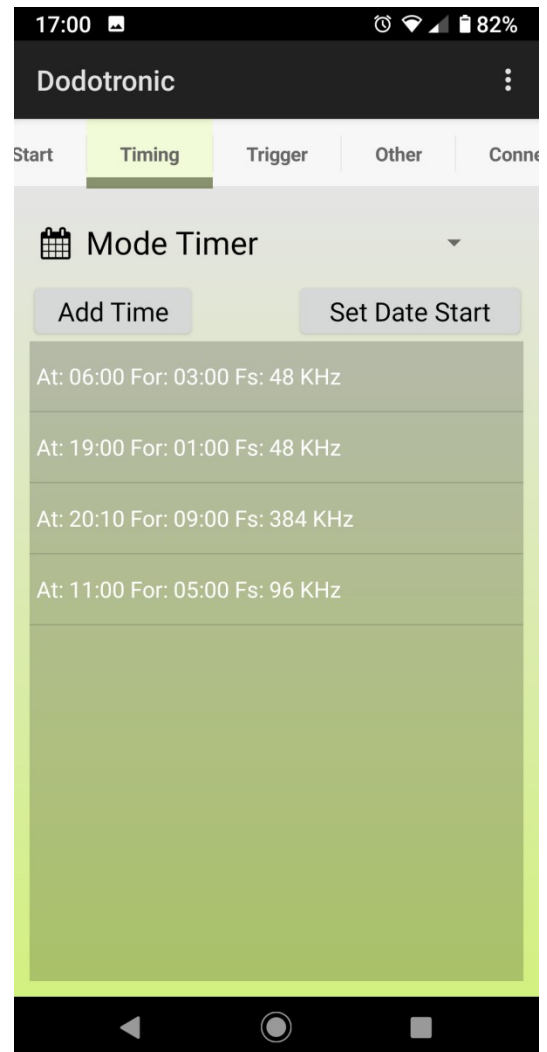 17:00 82%
Dodotronic
Start Timing Trigger Other Conne
Mode Timer
Add Time Set Date Start
At: 06:00 For: 03:00 Fs: 48 KHz
At: 19:00 For: 01:00 Fs: 48 KHz
At: 20:10 For: 09:00 Fs: 384 KHz
At: 11:00 For: 05:00 Fs: 96 KHz